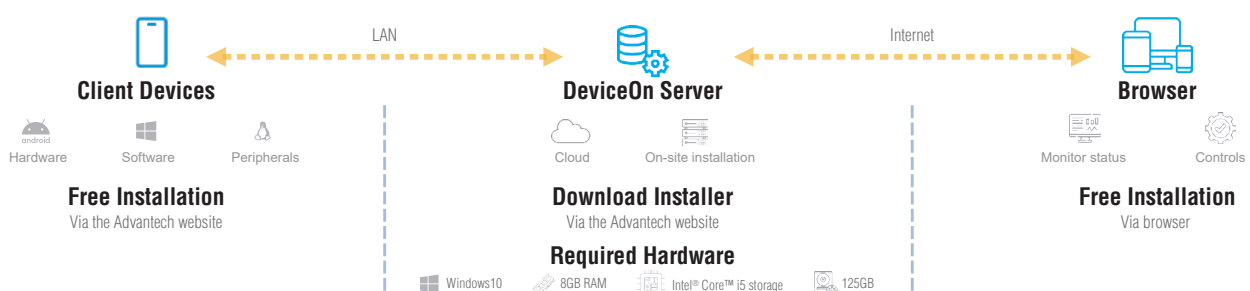 LAN
Internet
Client Devices
DeviceOn Server
Browser
android
Hardware
Software
Peripherals
Cloud
On-site installation
Monitor status
Controls
Free Installation
Download Installer
Free Installation
Via the Advantech website
Via the Advantech website
Via browser
Required Hardware
Windows10
8GB RAM
Intel® Core™ i5 storage
125GB